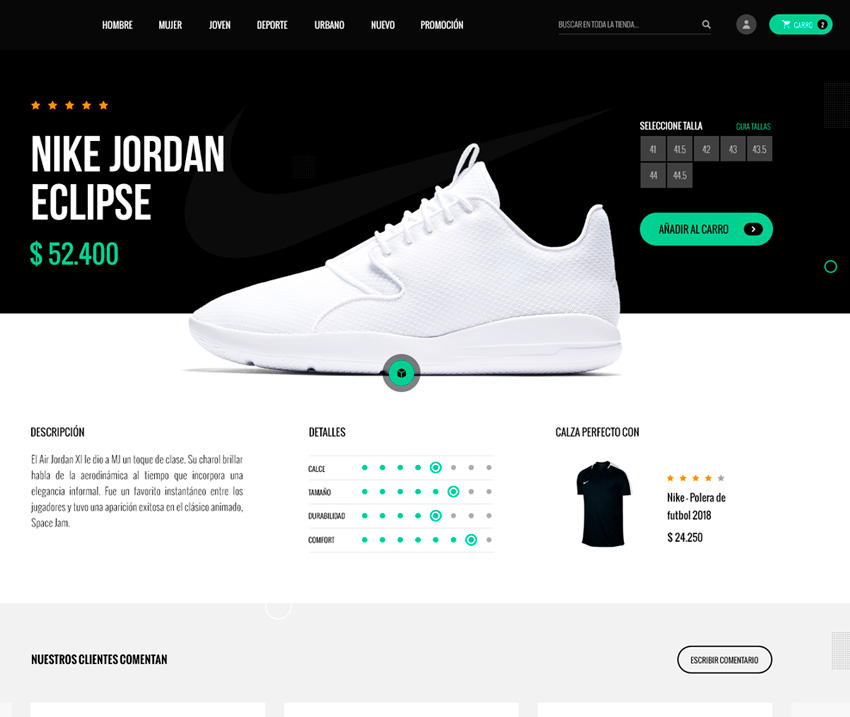 HOMBRE MUJER JOVEN DEPORTE URBANO NUEVO PROMOCIÓN BUSCAR EN TODA LA TIENDA... CARRO 2
NIKE JORDAN
ECLIPSE
$ 52.400
SELECCIONE TALLA GUIA TALLAS
41 41.5 42 43 43.5
44 44.5
AÑADIR AL CARRO
DESCRIPCIÓN
El Air Jordan XI le dio a MJ un toque de clase. Su charol brillar
habla de la aerodinámica al tiempo que incorpora una
elegancia informal. Fue un favorito instantáneo entre los
jugadores y tuvo una aparición exitosa en el clásico animado,
Space Jam.
DETALLES
CALCE
TAMAÑO
DURABILIDAD
COMFORT
CALZA PERFECTO CON
Nike - Polera de
futbol 2018
$ 24.250
NUESTROS CLIENTES COMENTAN
ESCRIBIR COMENTARIO